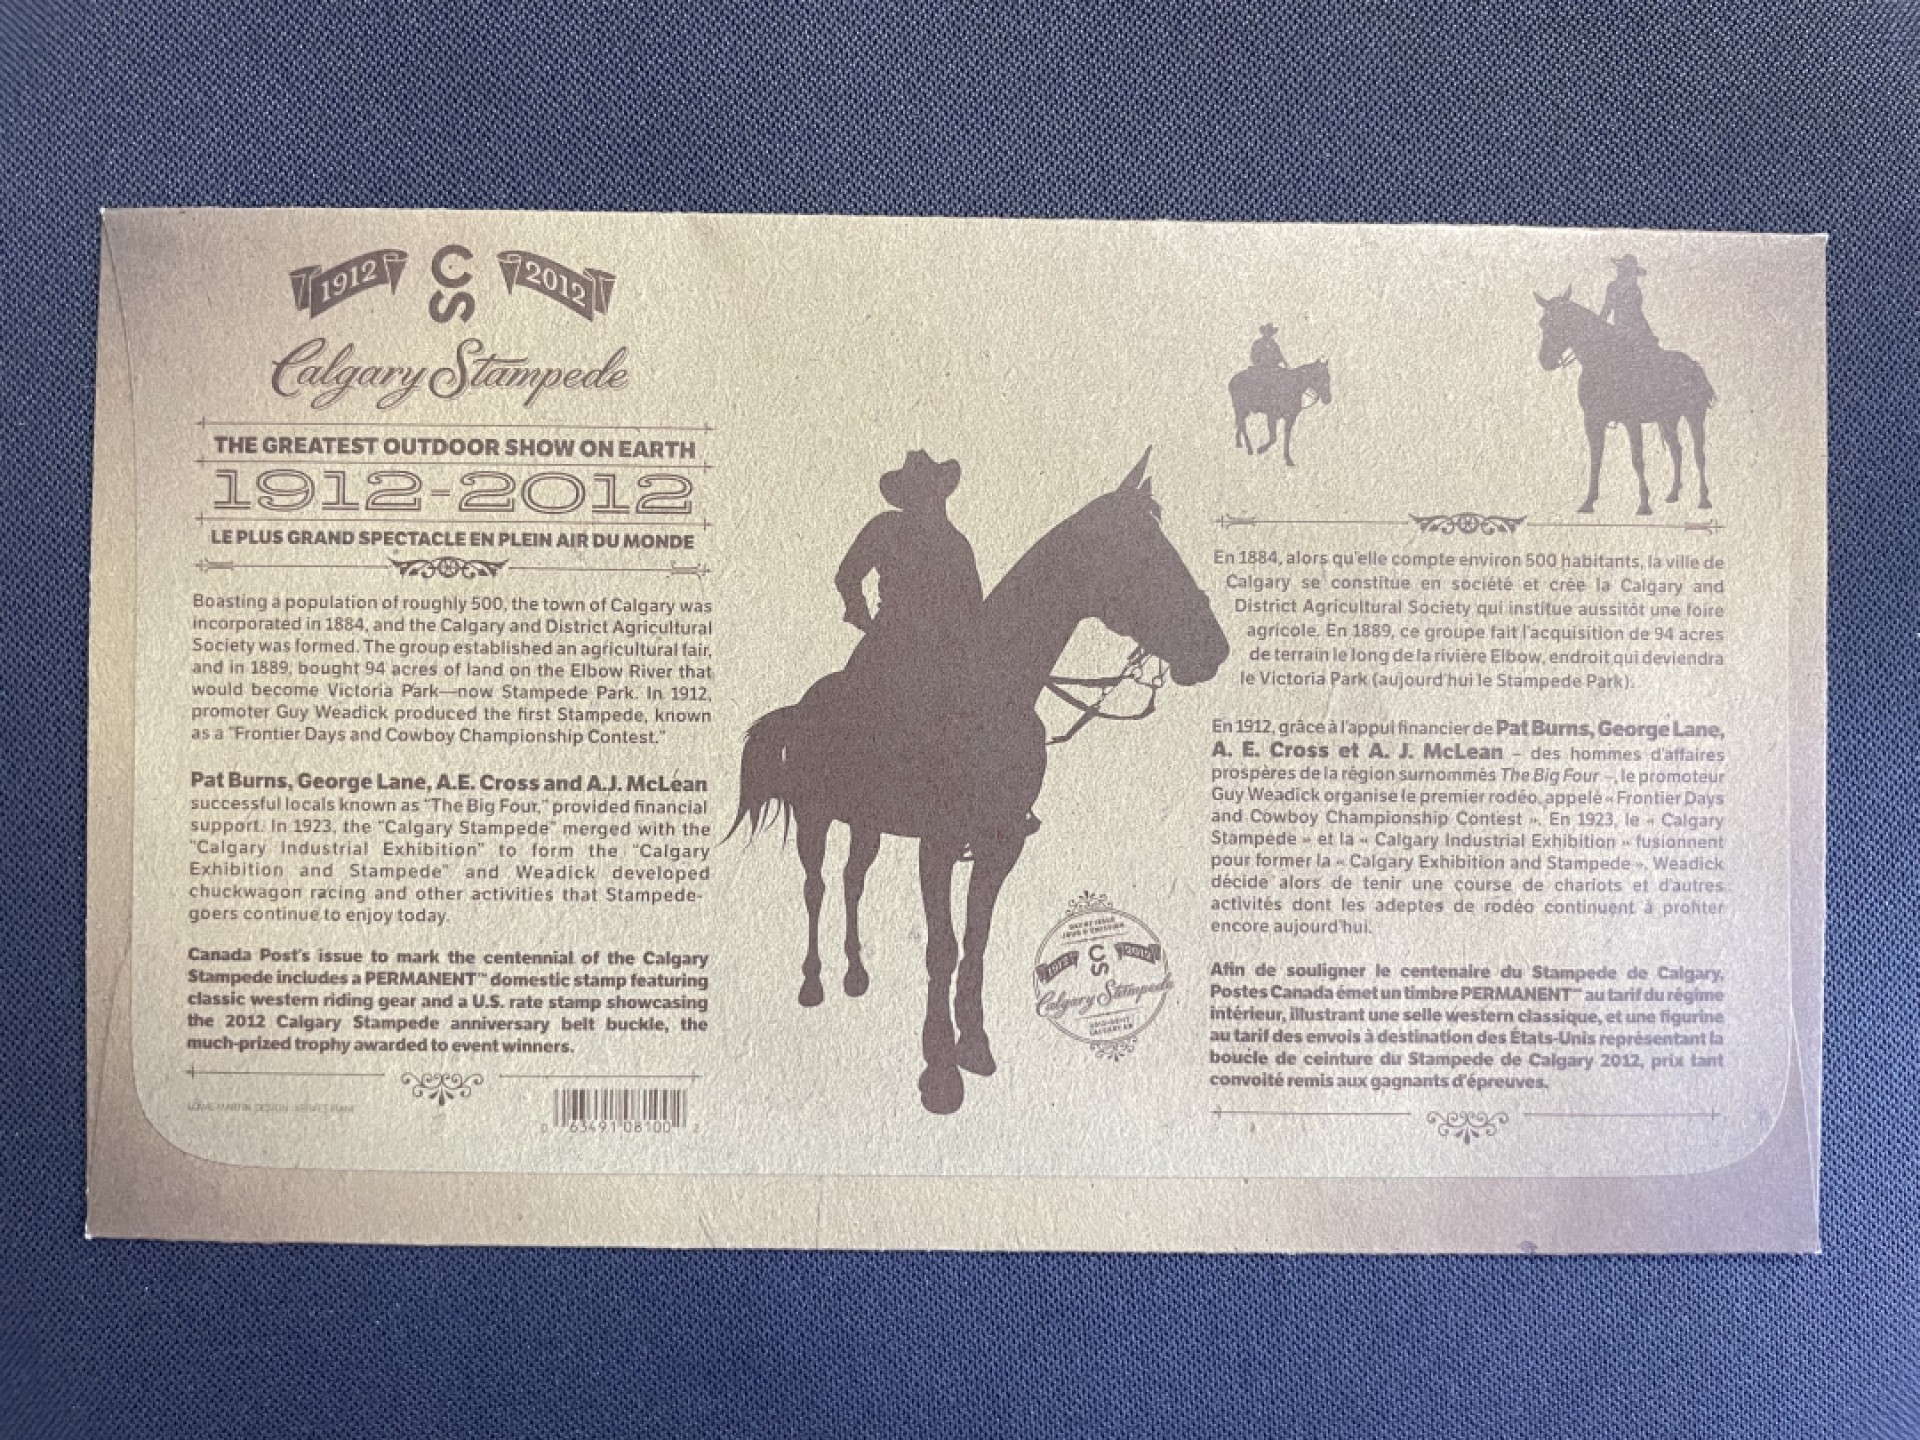 1912
CS
2012
Calgary Stampede
THE GREATEST OUTDOOR SHOW ON EARTH
1912-2012
LE PLUS GRAND SPECTACLE EN PLEIN AIR DU MONDE
Boasting a population of roughly 500, the town of Calgary was
incorporated in 1884, and the Calgary and District Agricultural
Society was formed. The group established an agricultural fair,
and in 1889, bought 94 acres of land on the Elbow River that
would become Victoria Park—now Stampede Park. In 1912,
promoter Guy Weadick produced the first Stampede, known
as a "Frontier Days and Cowboy Championship Contest."
Pat Burns, George Lane, A.E. Cross and A.J. McLean
successful locals known as "The Big Four," provided financial
support. In 1923, the "Calgary Stampede" merged with the
"Calgary Industrial Exhibition" to form the "Calgary
Exhibition and Stampede" and Weadick developed
chuckwagon racing and other activities that Stampede-
goers continue to enjoy today.
Canada Post's issue to mark the centennial of the Calgary
Stampede includes a PERMANENT™ domestic stamp featuring
classic western riding gear and a U.S. rate stamp showcasing
the 2012 Calgary Stampede anniversary belt buckle, the
much-prized trophy awarded to event winners.
0 63491 08100 2
1912
CS
2012
Calgary Stampede
En 1884, alors qu'elle compte environ 500 habitants, la ville de
Calgary se constitue en société et crée la Calgary and
District Agricultural Society qui institue aussitôt une foire
agricole. En 1889, ce groupe fait l'acquisition de 94 acres
de terrain le long de la rivière Elbow, endroit qui deviendra
le Victoria Park (aujourd'hui le Stampede Park).
En 1912, grâce à l'appui financier de Pat Burns, George Lane,
A. E. Cross et A. J. McLean – des hommes d'affaires
prospères de la région surnommés The Big Four –, le promoteur
Guy Weadick organise le premier rodéo, appelé « Frontier Days
and Cowboy Championship Contest ». En 1923, le « Calgary
Stampede » et la « Calgary Industrial Exhibition » fusionnent
pour former la « Calgary Exhibition and Stampede ». Weadick
décide alors de tenir une course de chariots et d'autres
activités dont les adeptes de rodéo continuent à profiter
encore aujourd'hui.
Afin de souligner le centenaire du Stampede de Calgary,
Postes Canada émet un timbre PERMANENT™ au tarif du régime
intérieur, illustrant une selle western classique, et une figurine
au tarif des envois à destination des États-Unis représentant la
boucle de ceinture du Stampede de Calgary 2012, prix tant
convoité remis aux gagnants d'épreuves.